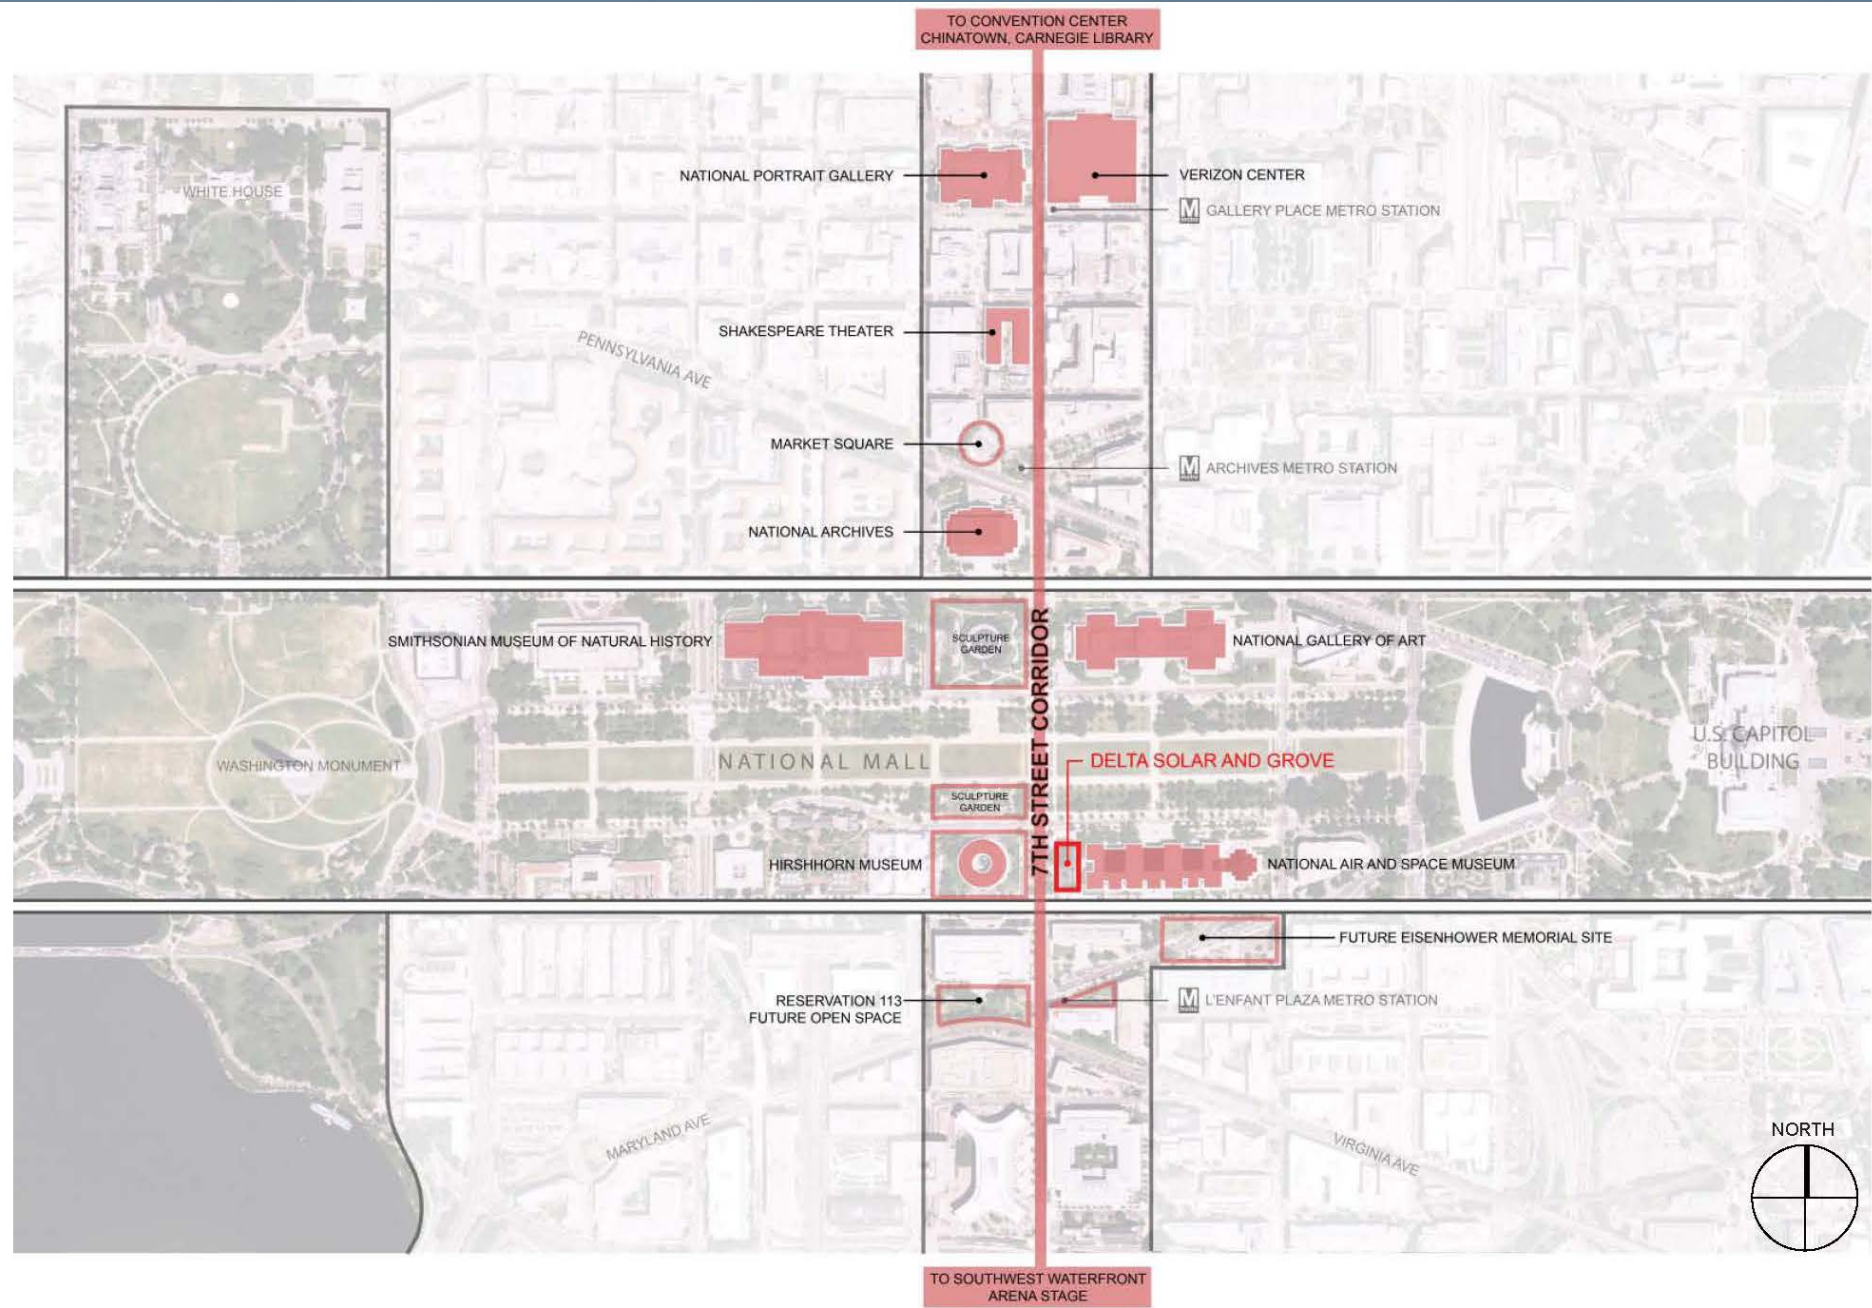 TO CONVENTION CENTER
CHINATOWN, CARNEGIE LIBRARY
NATIONAL PORTRAIT GALLERY
VERIZON CENTER
WHITE HOUSE
M GALLERY PLACE METRO STATION
SHAKESPEARE THEATER
PENNSYLVANIA AVE
MARKET SQUARE
M ARCHIVES METRO STATION
NATIONAL ARCHIVES
SMITHSONIAN MUSEUM OF NATURAL HISTORY
SCULPTURE
GARDEN
NATIONAL GALLERY OF ART
7TH STREET CORRIDOR
U.S. CAPITOL
BUILDING
WASHINGTON MONUMENT
NATIONAL MALL
DELTA SOLAR AND GROVE
SCULPTURE
GARDEN
HIRSHHORN MUSEUM
NATIONAL AIR AND SPACE MUSEUM
FUTURE EISENHOWER MEMORIAL SITE
RESERVATION 113
FUTURE OPEN SPACE
M L'ENFANT PLAZA METRO STATION
MARYLAND AVE
VIRGINIA AVE
NORTH
TO SOUTHWEST WATERFRONT
ARENA STAGE